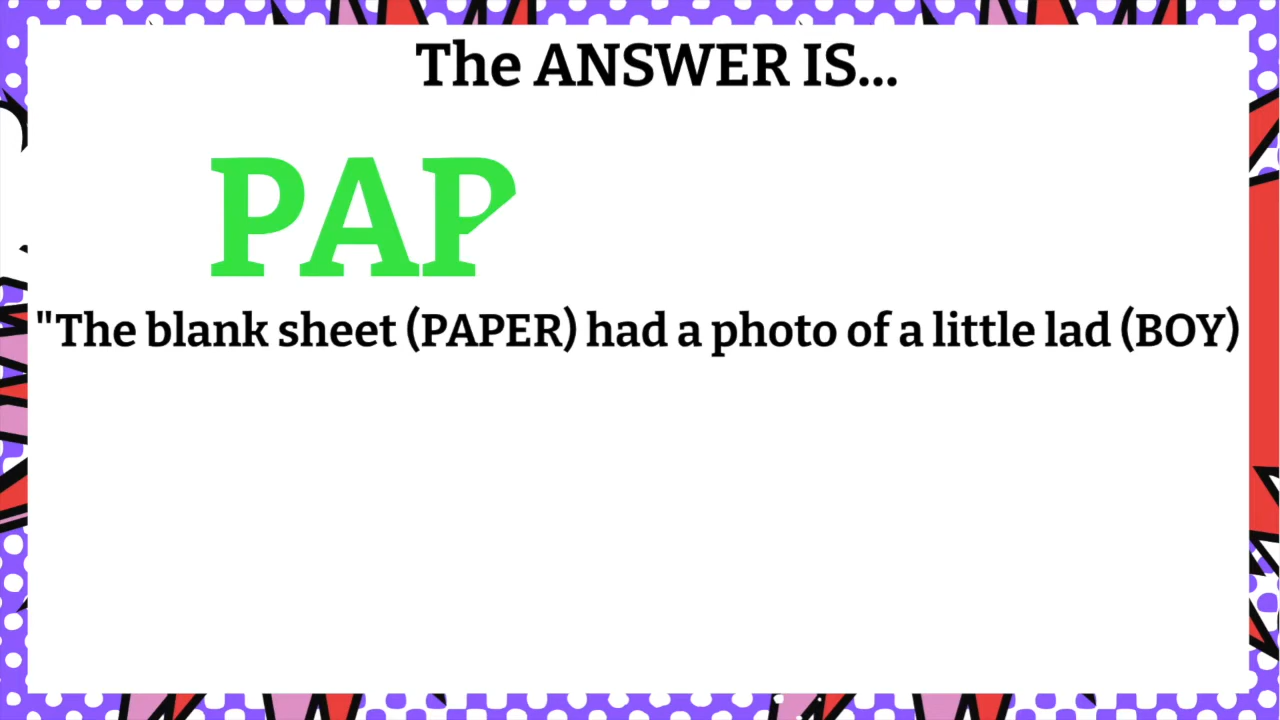 The ANSWER IS...
PAP
"The blank sheet (PAPER) had a photo of a little lad (BOY)